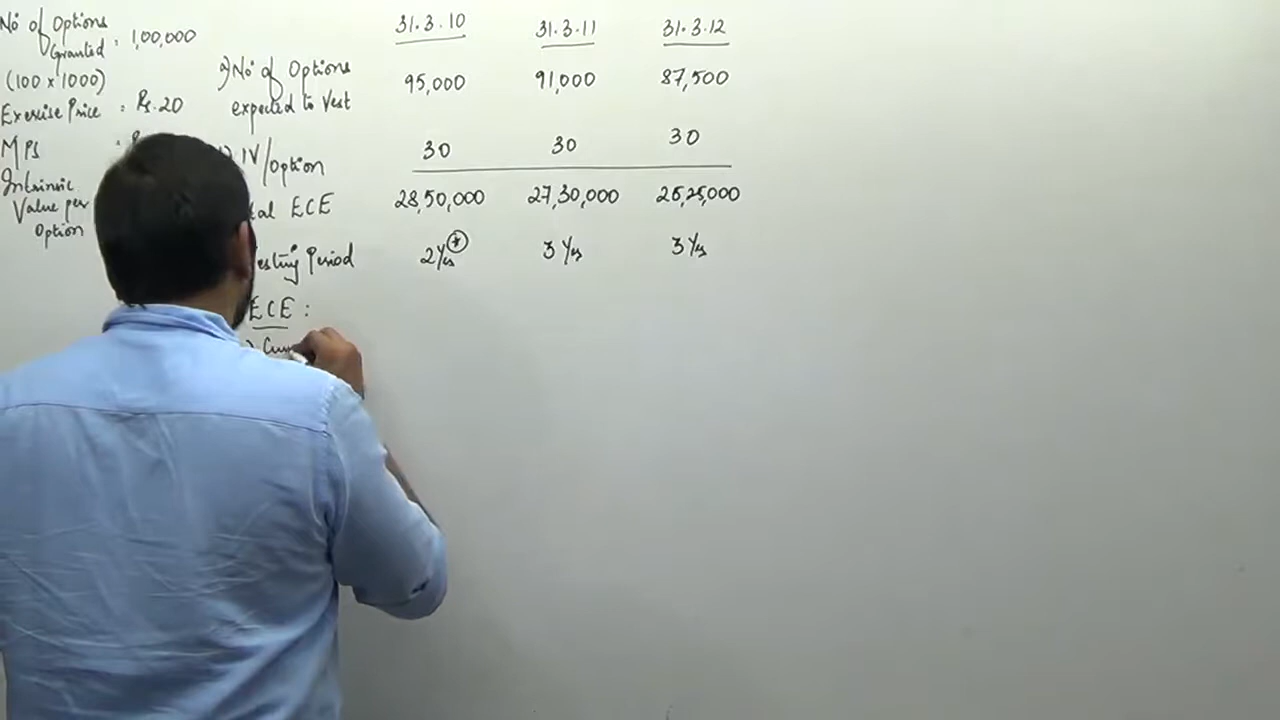 No of Options
Granted : 1,00,000
(100 x 1000)
Exercise Price : Rs. 20
MPS :
Intrinsic
Value per
Option
31.3.10 31.3.11 31.3.12
a) No of Options 95,000 91,000 87,500
expected to Vest
IV/Option 30 30 30
ECE 28,50,000 27,30,000 26,25,000
esting Period 2 Yrs * 3 Yrs 3 Yrs
ECE :